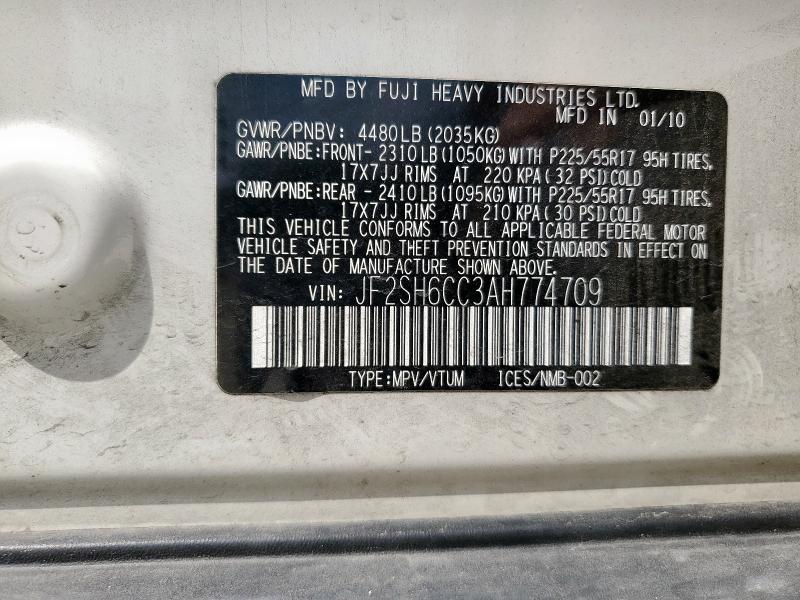 MFD BY FUJI HEAVY INDUSTRIES LTD.
MFD IN 01/10
GVWR/PNBV: 4480LB(2035KG)
GAWR/PNBE:FRONT- 2310LB(1050KG)WITH P225/55R17 95H TIRES,
17X7JJ RIMS AT 220 KPA(32 PSI)COLD
GAWR/PNBE:REAR - 2410LB(1095KG)WITH P225/55R17 95H TIRES,
17X7JJ RIMS AT 210 KPA(30 PSI)COLD
THIS VEHICLE CONFORMS TO ALL APPLICABLE FEDERAL MOTOR
VEHICLE SAFETY AND THEFT PREVENTION STANDARDS IN EFFECT ON
THE DATE OF MANUFACTURE SHOWN ABOVE.
VIN: JF2SH6CC3AH774709
TYPE:MPV/VTUM ICES/NMB-002